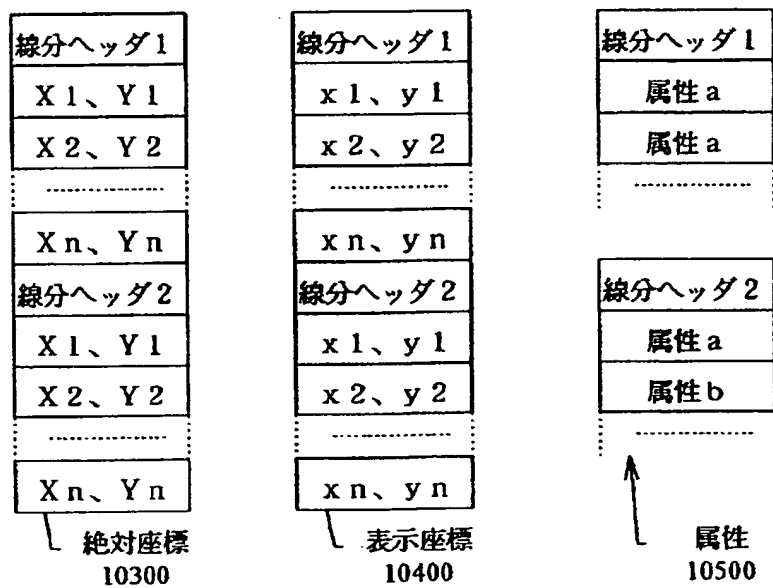 線分ヘッダ1
X1、Y1
X2、Y2
Xn、Yn
線分ヘッダ2
X1、Y1
X2、Y2
Xn、Yn
絶対座標
10300
線分ヘッダ1
x1、y1
x2、y2
xn、yn
線分ヘッダ2
x1、y1
x2、y2
xn、yn
表示座標
10400
線分ヘッダ1
属性a
属性a
線分ヘッダ2
属性a
属性b
属性
10500